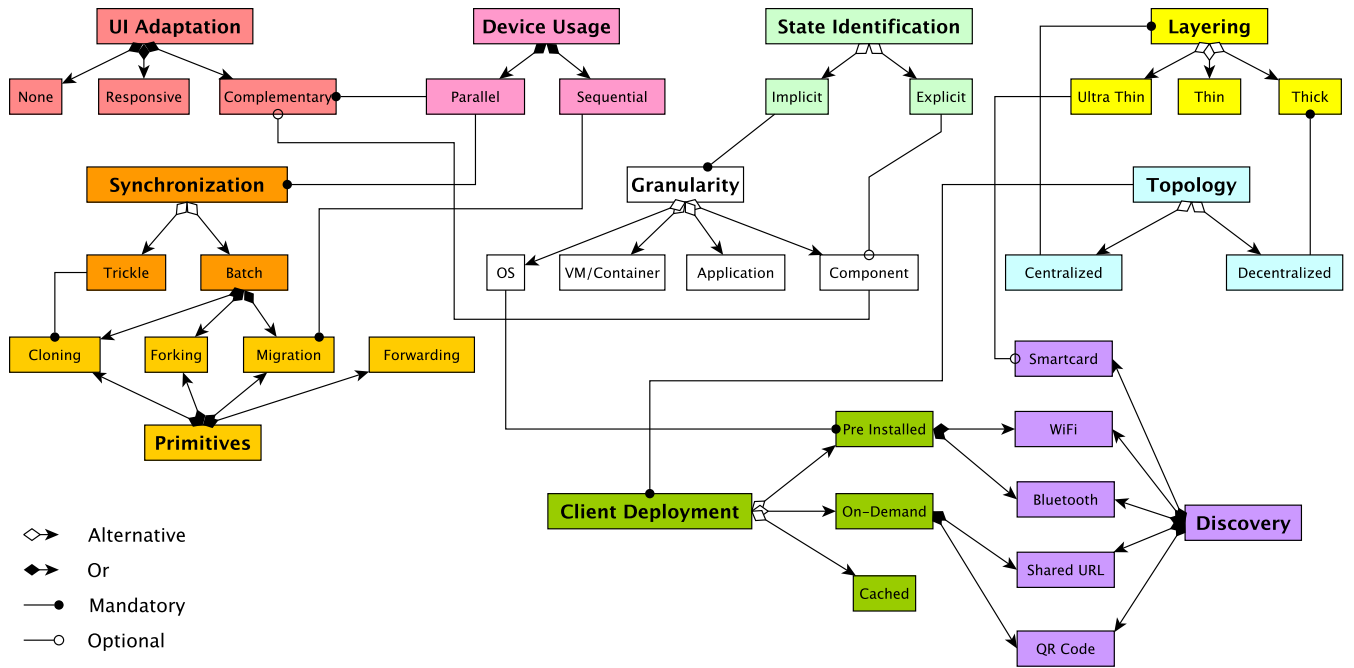 UI Adaptation
Device Usage
State Identification
Layering
None
Responsive
Complementary
Parallel
Sequential
Implicit
Explicit
Ultra Thin
Thin
Thick
Synchronization
Granularity
Topology
Trickle
Batch
OS
VM/Container
Application
Component
Centralized
Decentralized
Cloning
Forking
Migration
Forwarding
Smartcard
Primitives
Pre Installed
WiFi
Bluetooth
Client Deployment
On-Demand
Discovery
Shared URL
Cached
QR Code
Alternative
Or
Mandatory
Optional